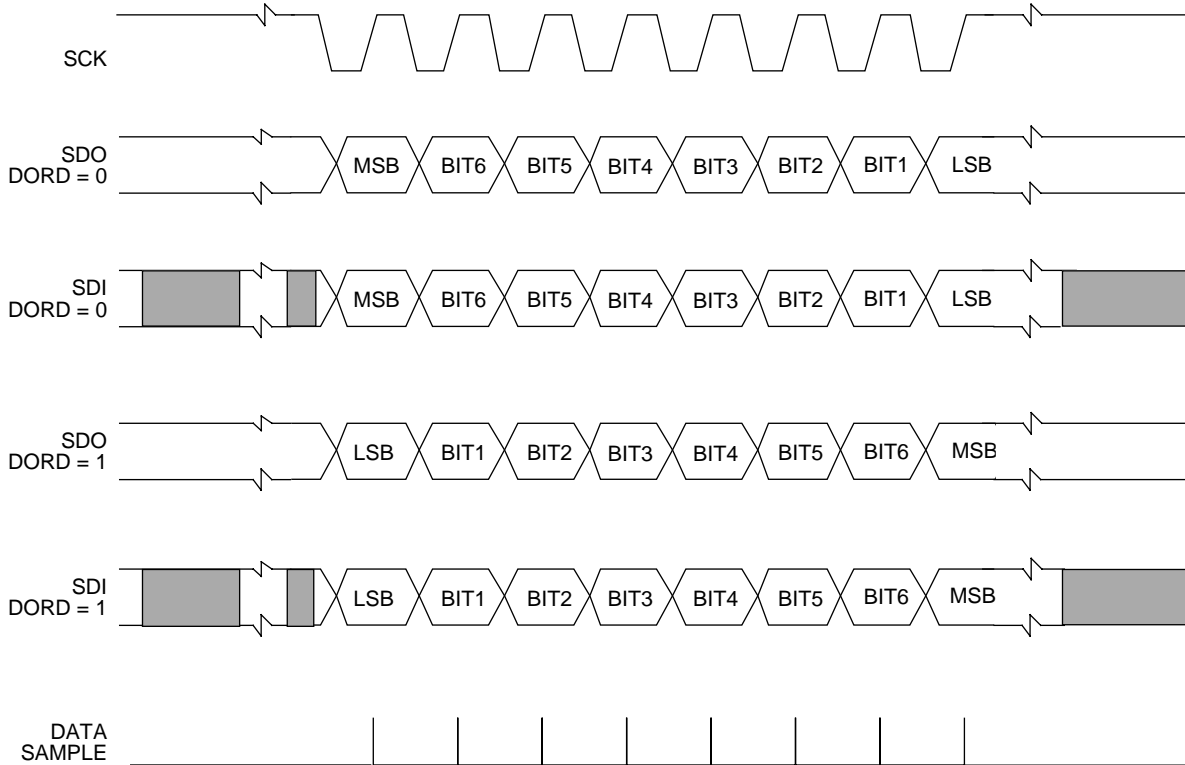 SCK
SDO
DORD = 0
MSB BIT6 BIT5 BIT4 BIT3 BIT2 BIT1 LSB
SDI
DORD = 0
MSB BIT6 BIT5 BIT4 BIT3 BIT2 BIT1 LSB
SDO
DORD = 1
LSB BIT1 BIT2 BIT3 BIT4 BIT5 BIT6 MSB
SDI
DORD = 1
LSB BIT1 BIT2 BIT3 BIT4 BIT5 BIT6 MSB
DATA
SAMPLE